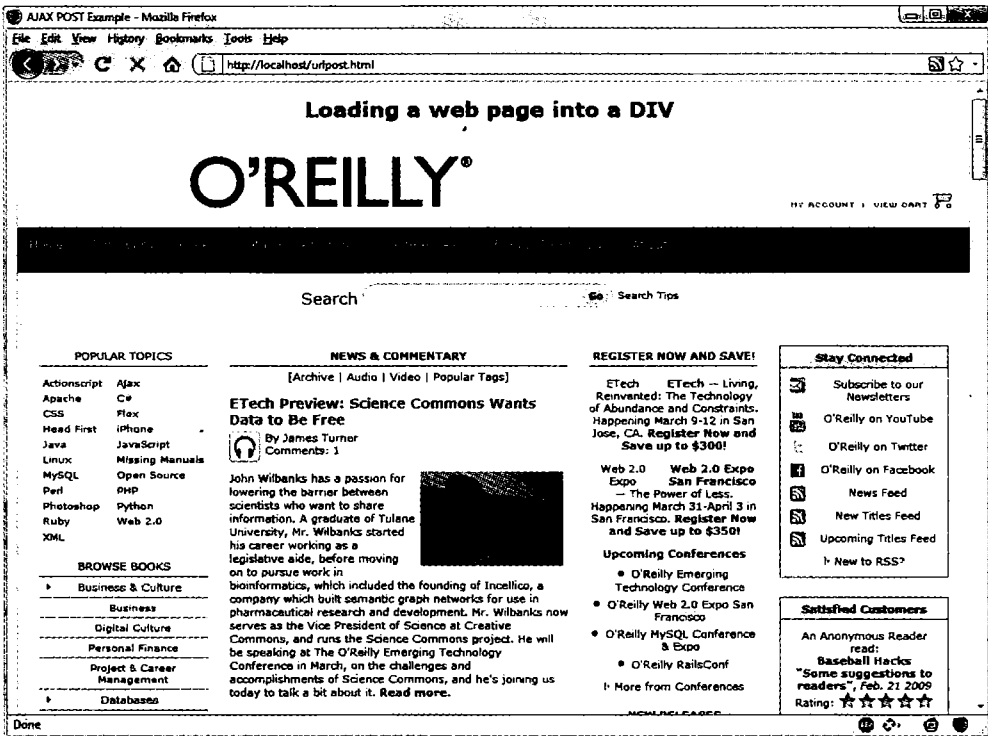 AJAX POST Example - Mozilla Firefox
File Edit View History Bookmarks Tools Help
http://localhost/urlpost.html
Loading a web page into a DIV
O'REILLY®
MY ACCOUNT | VIEW CART
Search
Go
Search Tips
POPULAR TOPICS
Actionscript Ajax
Apache C#
CSS Flex
Head First iPhone
Java JavaScript
Linux Missing Manuals
MySQL Open Source
Perl PHP
Photoshop Python
Ruby Web 2.0
XML
BROWSE BOOKS
Business & Culture
Business
Digital Culture
Personal Finance
Project & Career
Management
Databases
NEWS & COMMENTARY
[Archive | Audio | Video | Popular Tags]
ETech Preview: Science Commons Wants
Data to Be Free
By James Turner
Comments: 1
John Wilbanks has a passion for
lowering the barrier between
scientists who want to share
information. A graduate of Tulane
University, Mr. Wilbanks started
his career working as a
legislative aide, before moving
on to pursue work in
bioinformatics, which included the founding of Incellico, a
company which built semantic graph networks for use in
pharmaceutical research and development. Mr. Wilbanks now
serves as the Vice President of Science at Creative
Commons, and runs the Science Commons project. He will
be speaking at The O'Reilly Emerging Technology
Conference in March, on the challenges and
accomplishments of Science Commons, and he's joining us
today to talk a bit about it. Read more.
REGISTER NOW AND SAVE!
ETech ETech -- Living,
Reinvented: The Technology
of Abundance and Constraints.
Happening March 9-12 in San
Jose, CA. Register Now and
Save up to $300!
Web 2.0 Web 2.0 Expo
Expo San Francisco
— The Power of Less.
Happening March 31-April 3 in
San Francisco. Register Now
and Save up to $350!
Upcoming Conferences
• O'Reilly Emerging
Technology Conference
• O'Reilly Web 2.0 Expo San
Francisco
• O'Reilly MySQL Conference
& Expo
• O'Reilly RailsConf
More from Conferences
NEW RELEASES
Stay Connected
Subscribe to our
Newsletters
O'Reilly on YouTube
O'Reilly on Twitter
O'Reilly on Facebook
News Feed
New Titles Feed
Upcoming Titles Feed
New to RSS?
Satisfied Customers
An Anonymous Reader
read:
Baseball Hacks
"Some suggestions to
readers", Feb. 21 2009
Rating:
Done